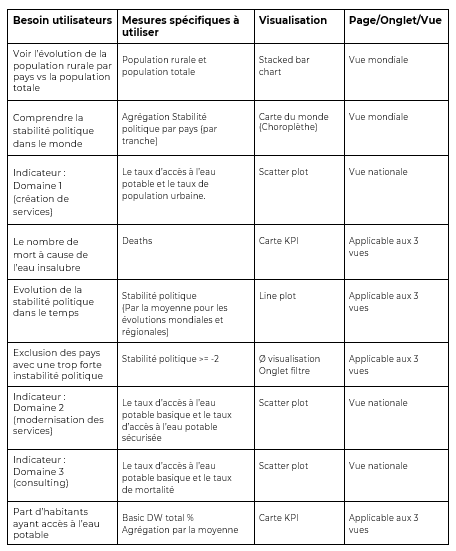 Besoin utilisateurs
Mesures spécifiques à
utiliser
Visualisation
Page/Onglet/Vue
Voir l'évolution de la
population rurale par
pays vs la population
totale
Population rurale et
population totale
Stacked bar
chart
Vue mondiale
Comprendre la
stabilité politique
dans le monde
Agrégation Stabilité
politique par pays (par
tranche)
Carte du monde
(Choroplèthe)
Vue mondiale
Indicateur :
Domaine 1
(création de
services)
Le taux d'accès à l'eau
potable et le taux de
population urbaine.
Scatter plot
Vue nationale
Le nombre de
mort à cause de
l'eau insalubre
Deaths
Carte KPI
Applicable aux 3
vues
Evolution de la
stabilité politique
dans le temps
Stabilité politique
(Par la moyenne pour les
évolutions mondiales et
régionales)
Line plot
Applicable aux 3
vues
Exclusion des pays
avec une trop forte
instabilité politique
Stabilité politique >= -2
Ø visualisation
Onglet filtre
Applicable aux 3
vues
Indicateur :
Domaine 2
(modernisation des
services)
Le taux d'accès à l'eau
potable basique et le taux
d'accès à l'eau potable
sécurisée
Scatter plot
Vue nationale
Indicateur :
Domaine 3
(consulting)
Le taux d'accès à l'eau
potable basique et le taux
de mortalité
Scatter plot
Vue nationale
Part d'habitants
ayant accès à l'eau
potable
Basic DW total %
Agrégation par la moyenne
Carte KPI
Applicable aux 3
vues